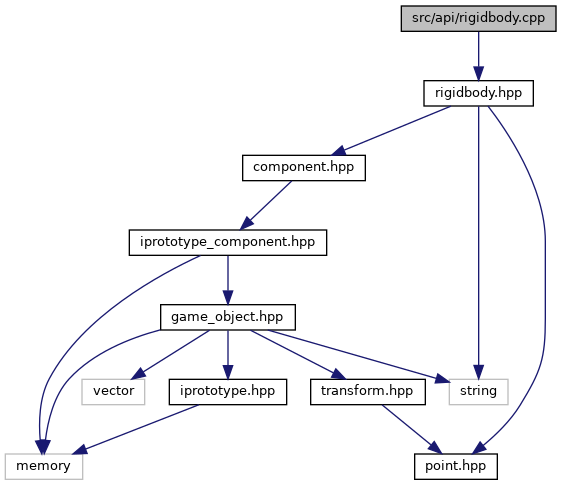 src/api/rigidbody.cpp
rigidbody.hpp
component.hpp
iprototype_component.hpp
game_object.hpp
vector
iprototype.hpp
transform.hpp
string
memory
point.hpp